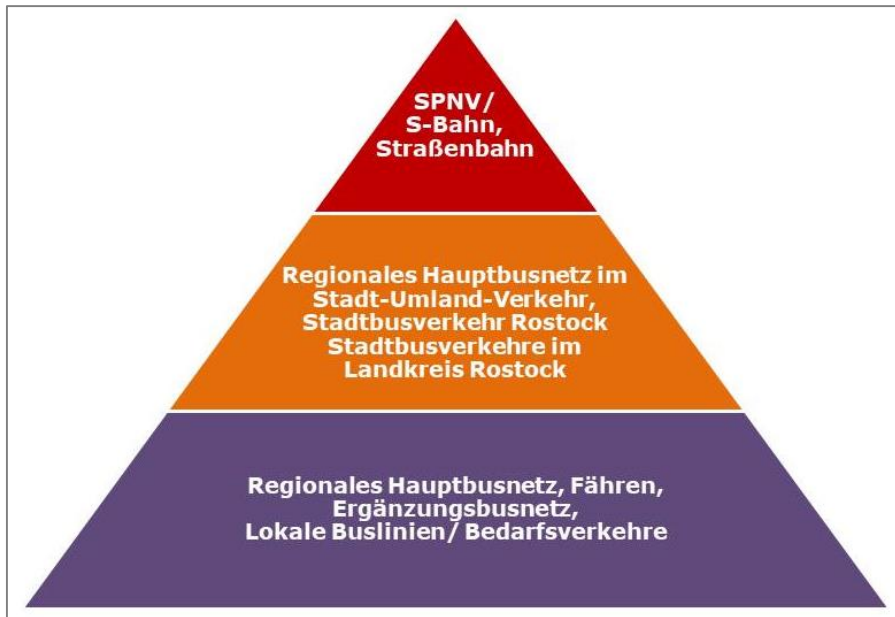 SPNV/
S-Bahn,
Straßenbahn
Regionales Hauptbusnetz im
Stadt-Umland-Verkehr,
Stadtbusverkehr Rostock
Stadtbusverkehre im
Landkreis Rostock
Regionales Hauptbusnetz, Fähren,
Ergänzungsbusnetz,
Lokale Buslinien/ Bedarfsverkehre